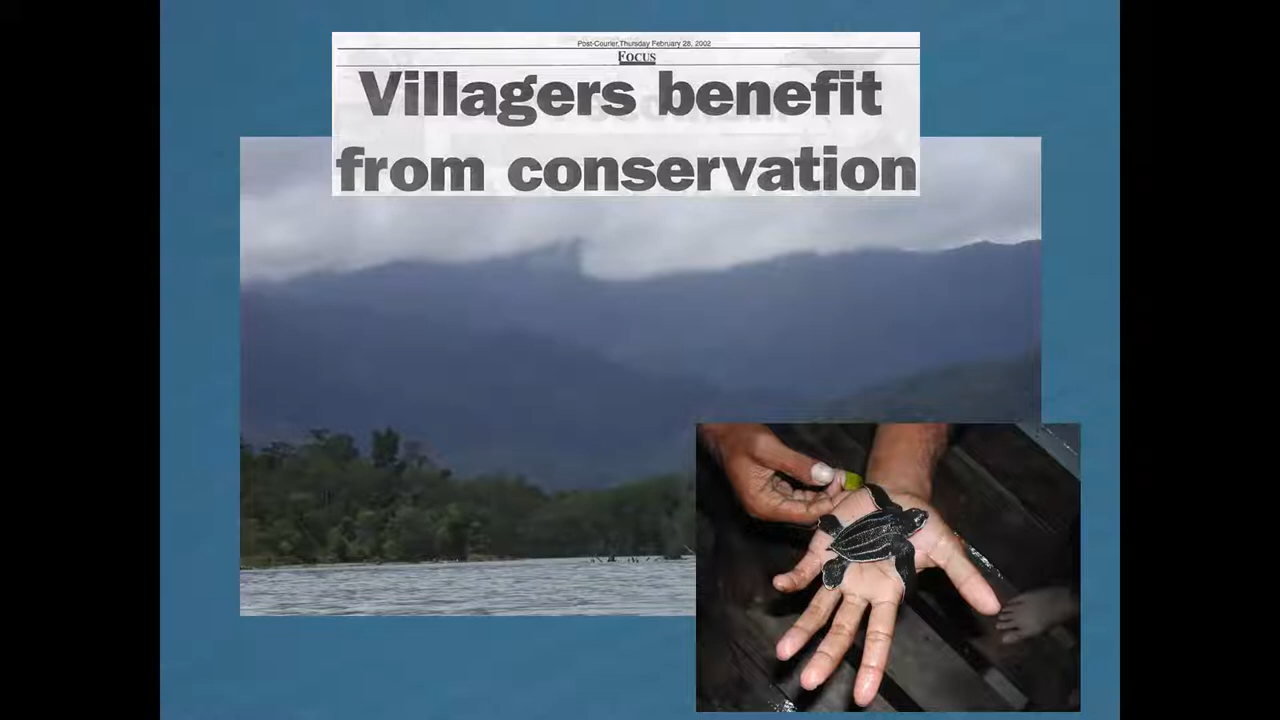 Post-Courier,Thursday February 28, 2002
FOCUS
Villagers benefit
from conservation